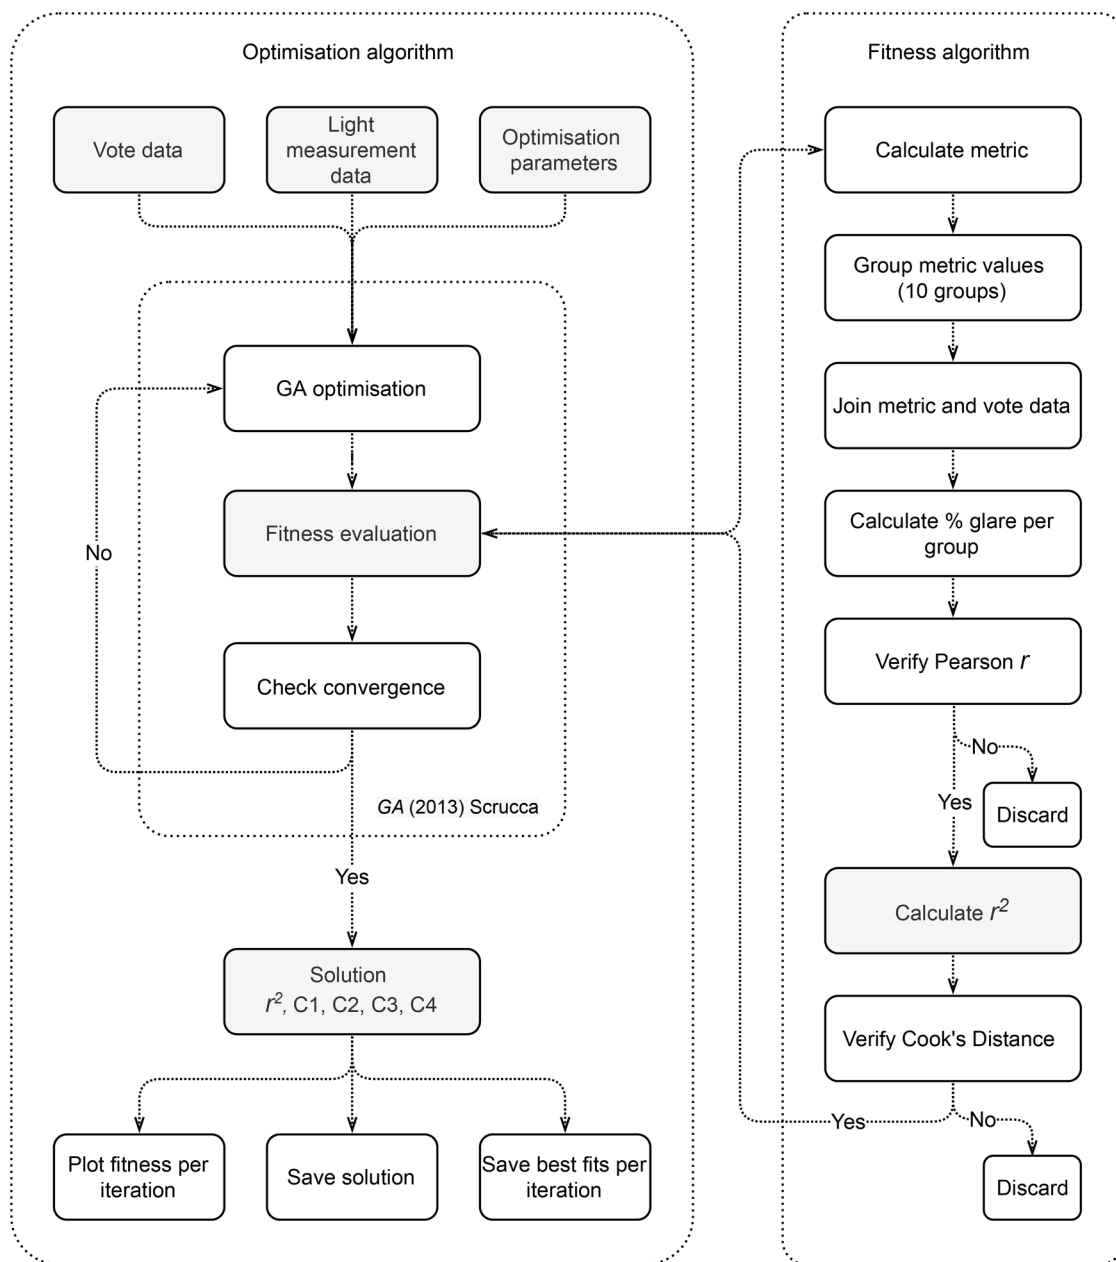 Optimisation algorithm
Vote data
Light
measurement
data
Optimisation
parameters
GA optimisation
Fitness evaluation
No
Check convergence
GA (2013) Scrucca
Yes
Solution
r², C1, C2, C3, C4
Plot fitness per
iteration
Save solution
Save best fits per
iteration
Fitness algorithm
Calculate metric
Group metric values
(10 groups)
Join metric and vote data
Calculate % glare per
group
Verify Pearson r
No
Yes
Discard
Calculate r²
Verify Cook's Distance
Yes
No
Discard